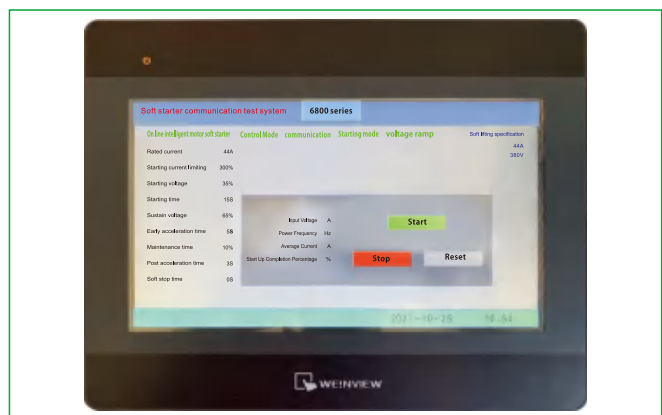 Soft starter communication test system 6800 series
On line intelligent motor soft starter Control Mode communication Starting mode voltage ramp Soft lifting specification
44A
380V
Rated current 44A
Starting current limiting 300%
Starting voltage 35%
Starting time 15S
Sustain voltage 65%
Early acceleration time 5S
Maintenance time 10%
Post acceleration time 3S
Soft stop time 0S
Input Vltage A
Power Frequency Hz
Average Current A
Start Up Completion Percentage %
Start
Stop Reset
WEINVIEW